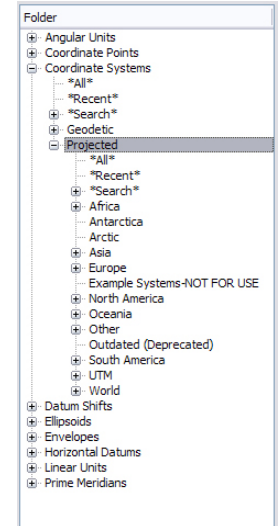 Folder
Angular Units
Coordinate Points
Coordinate Systems
*All*
*Recent*
*Search*
Geodetic
Projected
*All*
*Recent*
*Search*
Africa
Antarctica
Arctic
Asia
Europe
Example Systems-NOT FOR USE
North America
Oceania
Other
Outdated (Deprecated)
South America
UTM
World
Datum Shifts
Ellipsoids
Envelopes
Horizontal Datums
Linear Units
Prime Meridians